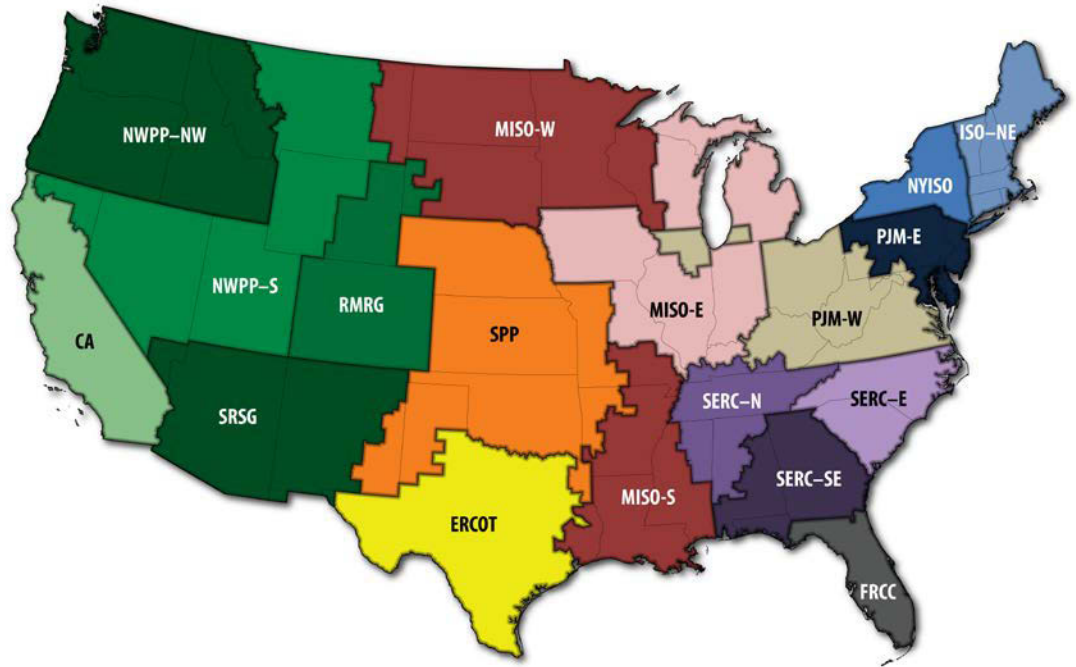 NWPP–NW
MISO-W
ISO–NE
NYISO
PJM-E
NWPP–S
RMRG
MISO-E
PJM-W
CA
SPP
SERC–N
SERC–E
SRSG
SERC–SE
MISO-S
ERCOT
FRCC